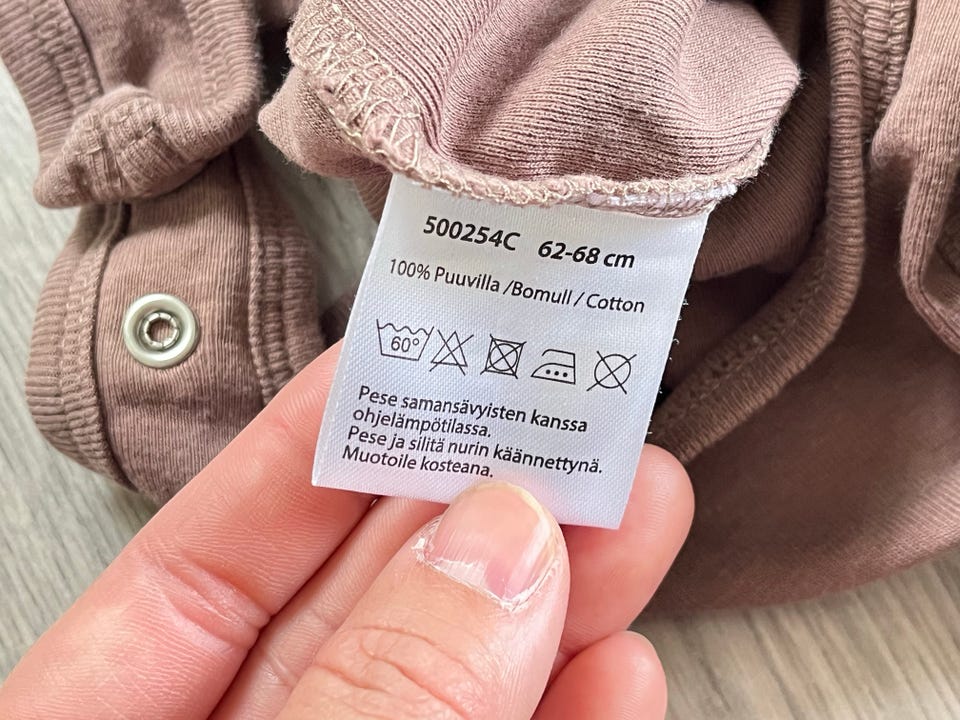 500254C 62-68 cm
100% Puuvilla /Bomull / Cotton
60°
Pese samansävyisten kanssa
ohjelämpötilassa.
Pese ja silitä nurin käännettynä.
Muotoile kosteana.